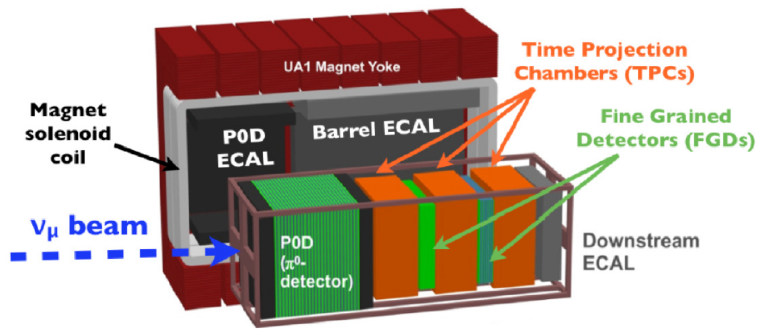 UA1 Magnet Yoke
Time Projection
Chambers (TPCs)
Magnet
solenoid
coil
P0D
ECAL
Barrel ECAL
Fine Grained
Detectors (FGDs)
νμ beam
P0D
(π⁰-
detector)
Downstream
ECAL